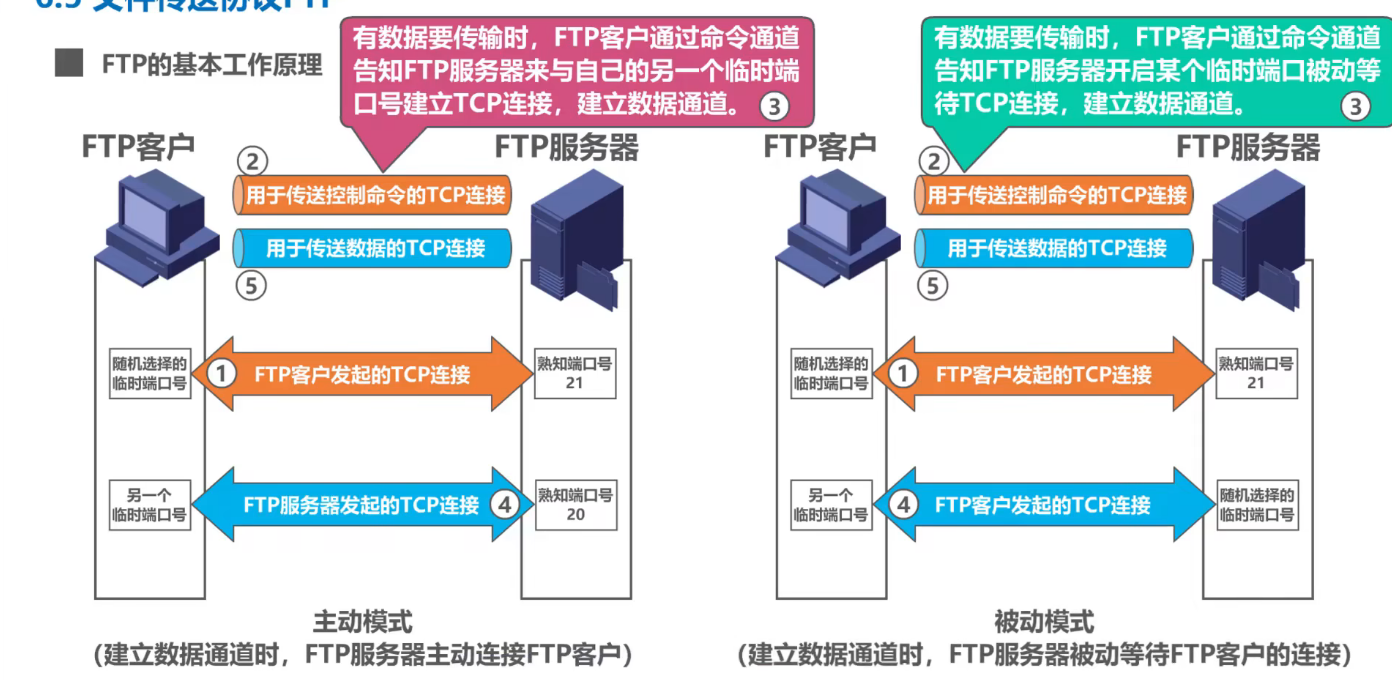 6.5 文件传送协议FTP
FTP的基本工作原理
有数据要传输时，FTP客户通过命令通道
告知FTP服务器来与自己的另一个临时端
口号建立TCP连接，建立数据通道。 ③
FTP客户
FTP服务器
②
用于传送控制命令的TCP连接
用于传送数据的TCP连接
⑤
随机选择的
临时端口号
① FTP客户发起的TCP连接
熟知端口号
21
另一个
临时端口号
FTP服务器发起的TCP连接 ④
熟知端口号
20
主动模式
(建立数据通道时，FTP服务器主动连接FTP客户)
有数据要传输时，FTP客户通过命令通道
告知FTP服务器开启某个临时端口被动等
待TCP连接，建立数据通道。 ③
FTP客户
FTP服务器
②
用于传送控制命令的TCP连接
用于传送数据的TCP连接
⑤
随机选择的
临时端口号
① FTP客户发起的TCP连接
熟知端口号
21
另一个
临时端口号
④ FTP客户发起的TCP连接
随机选择的
临时端口号
被动模式
(建立数据通道时，FTP服务器被动等待FTP客户的连接)